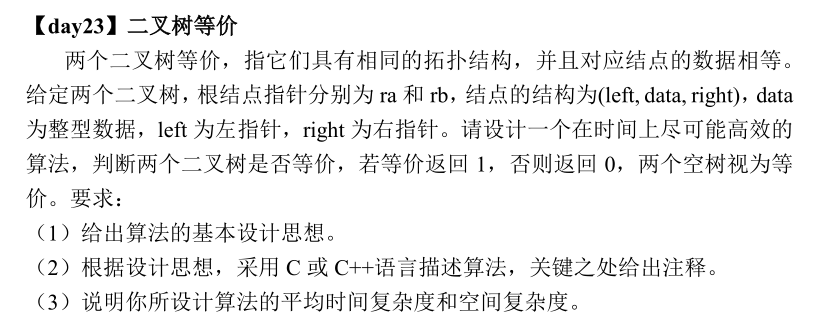 【day23】二叉树等价
两个二叉树等价，指它们具有相同的拓扑结构，并且对应结点的数据相等。
给定两个二叉树，根结点指针分别为 ra 和 rb，结点的结构为(left, data, right)，data
为整型数据，left 为左指针，right 为右指针。请设计一个在时间上尽可能高效的
算法，判断两个二叉树是否等价，若等价返回 1，否则返回 0，两个空树视为等
价。要求：
（1）给出算法的基本设计思想。
（2）根据设计思想，采用 C 或 C++语言描述算法，关键之处给出注释。
（3）说明你所设计算法的平均时间复杂度和空间复杂度。